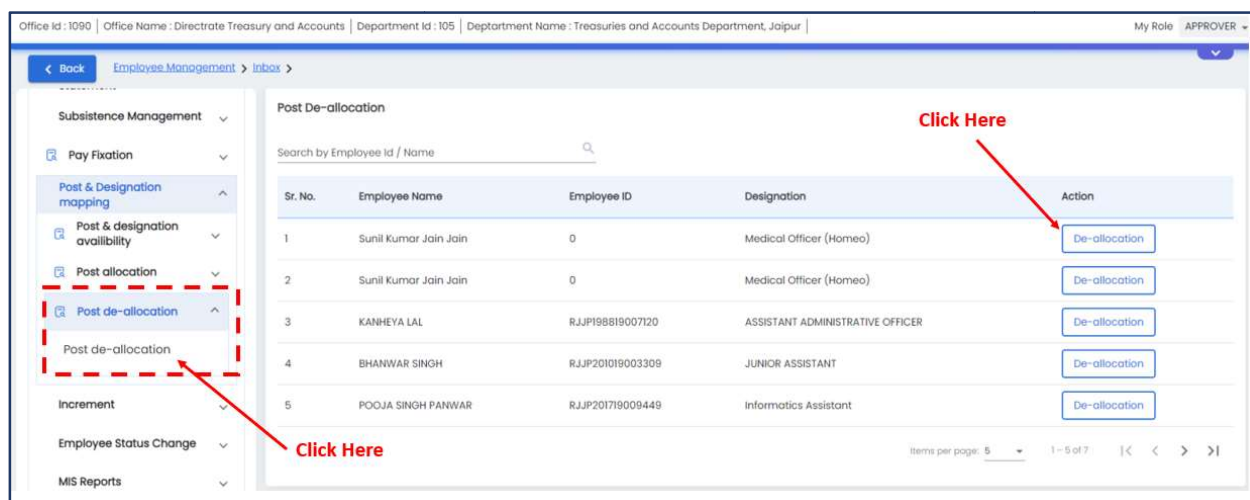 Office Id : 1090 | Office Name : Directrate Treasury and Accounts | Department Id : 105 | Deptartment Name : Treasuries and Accounts Department, Jaipur | My Role APPROVER
Back Employee Management > Inbox >
Subsistence Management
Pay Fixation
Post & Designation
mapping
Post & designation
availibility
Post allocation
Post de-allocation
Post de-allocation
Increment
Employee Status Change
MIS Reports
Click Here
Post De-allocation
Click Here
Search by Employee Id / Name
Sr. No. Employee Name Employee ID Designation Action
1 Sunil Kumar Jain Jain 0 Medical Officer (Homeo) De-allocation
2 Sunil Kumar Jain Jain 0 Medical Officer (Homeo) De-allocation
3 KANHEYA LAL RJJP198819007120 ASSISTANT ADMINISTRATIVE OFFICER De-allocation
4 BHANWAR SINGH RJJP201019003309 JUNIOR ASSISTANT De-allocation
5 POOJA SINGH PANWAR RJJP201719009449 Informatics Assistant De-allocation
Items per page: 5 1 – 5 of 7